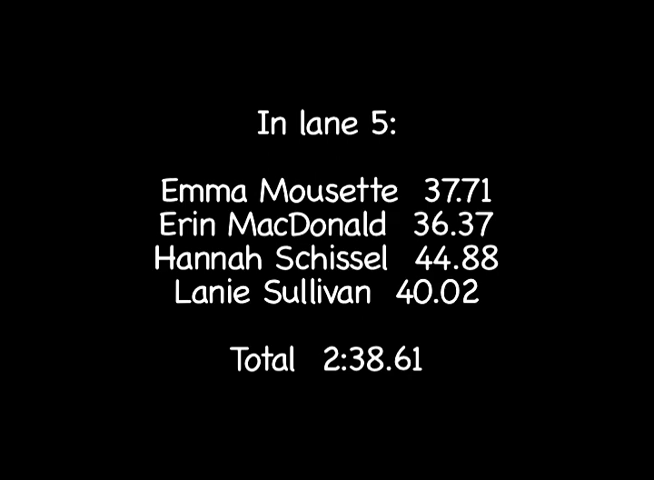 In lane 5:
Emma Mousette 37.71
Erin MacDonald 36.37
Hannah Schissel 44.88
Lanie Sullivan 40.02
Total 2:38.61